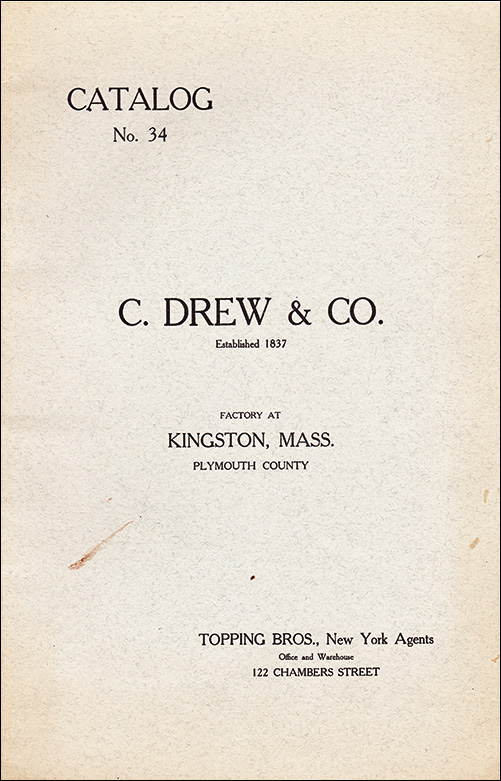 CATALOG
No. 34
C. DREW & CO.
Established 1837
FACTORY AT
KINGSTON, MASS.
PLYMOUTH COUNTY
TOPPING BROS., New York Agents
Office and Warehouse
122 CHAMBERS STREET